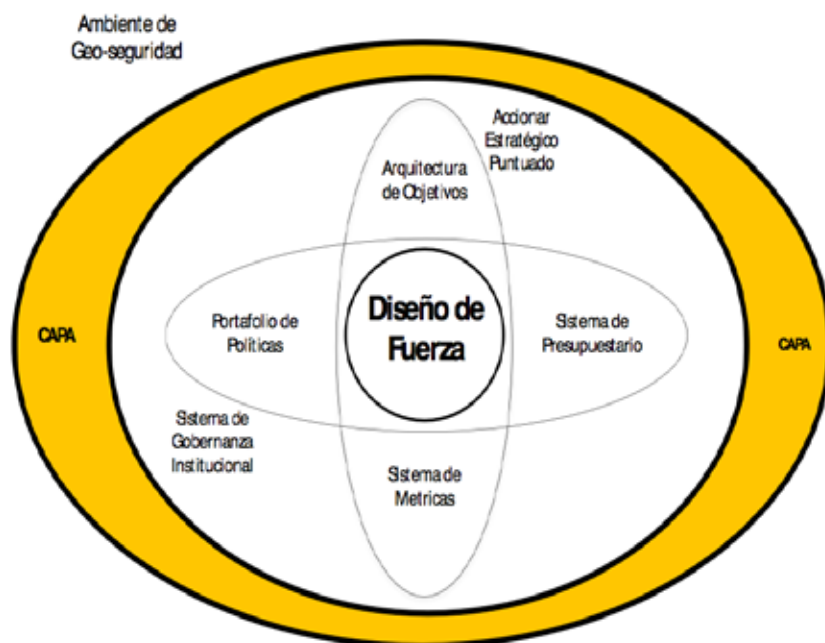 Ambiente de
Geo-seguridad
Accionar
Estratégico
Puntuado
Arquitectura
de Objetivos
CAPA
Portafolio de
Políticas
Diseño de
Fuerza
Sistema de
Presupuestario
CAPA
Sistema de
Gobernanza
Institucional
Sistema de
Metricas